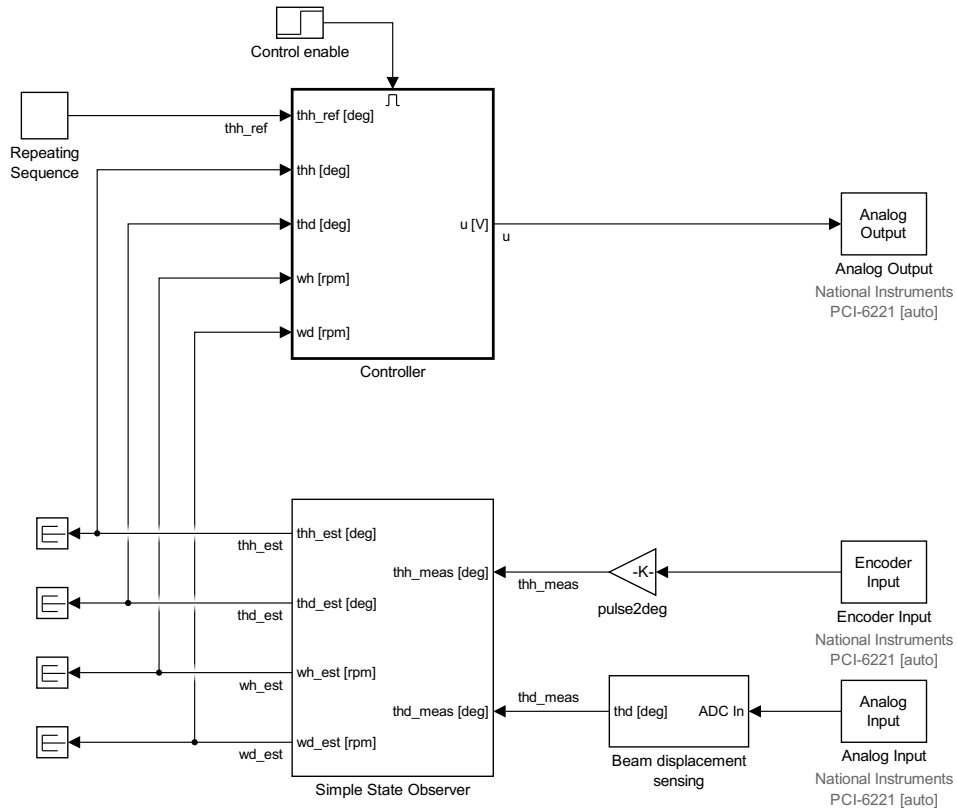 Control enable
thh_ref
Repeating
Sequence
thh_ref [deg]
thh [deg]
thd [deg]
wh [rpm]
wd [rpm]
u [V]
u
Controller
Analog
Output
Analog Output
National Instruments
PCI-6221 [auto]
thh_est
thd_est
wh_est
wd_est
thh_est [deg]
thd_est [deg]
wh_est [rpm]
wd_est [rpm]
thh_meas [deg]
thd_meas [deg]
Simple State Observer
thh_meas
-K-
pulse2deg
Encoder
Input
Encoder Input
National Instruments
PCI-6221 [auto]
thd_meas
thd [deg]
ADC In
Beam displacement
sensing
Analog
Input
Analog Input
National Instruments
PCI-6221 [auto]